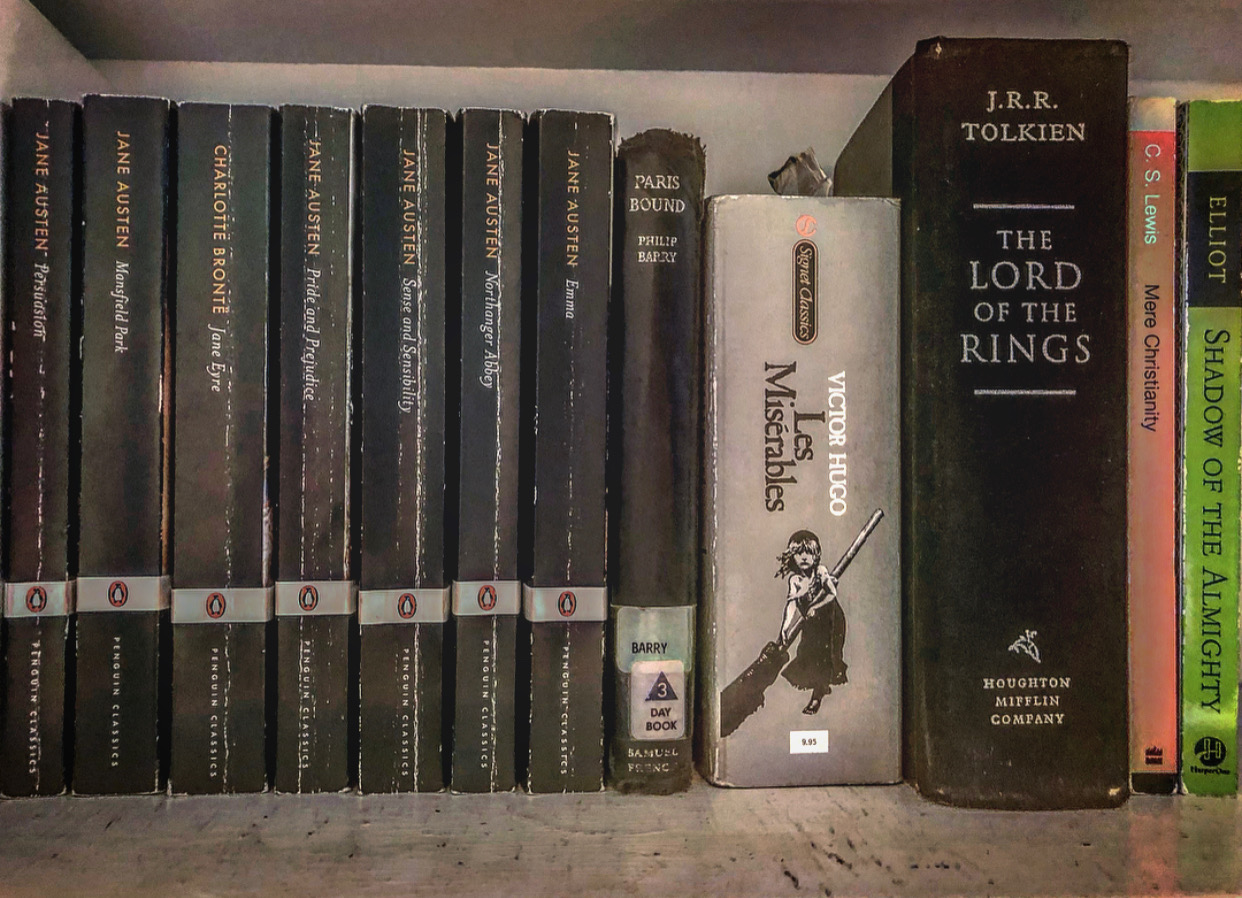 JANE AUSTEN Persuasion
PENGUIN CLASSICS
JANE AUSTEN Mansfield Park
PENGUIN CLASSICS
CHARLOTTE BRONTË Jane Eyre
PENGUIN CLASSICS
JANE AUSTEN Pride and Prejudice
PENGUIN CLASSICS
JANE AUSTEN Sense and Sensibility
PENGUIN CLASSICS
JANE AUSTEN Northanger Abbey
PENGUIN CLASSICS
JANE AUSTEN Emma
PENGUIN CLASSICS
PARIS
BOUND
PHILIP
BARRY
BARRY
3
DAY
BOOK
SAMUEL
FRENCH
Signet Classics
VICTOR HUGO
Les
Misérables
9.95
J.R.R.
TOLKIEN
THE
LORD
OF THE
RINGS
HOUGHTON
MIFFLIN
COMPANY
C. S. Lewis Mere Christianity
ELLIOT SHADOW OF THE ALMIGHTY
HarperOne